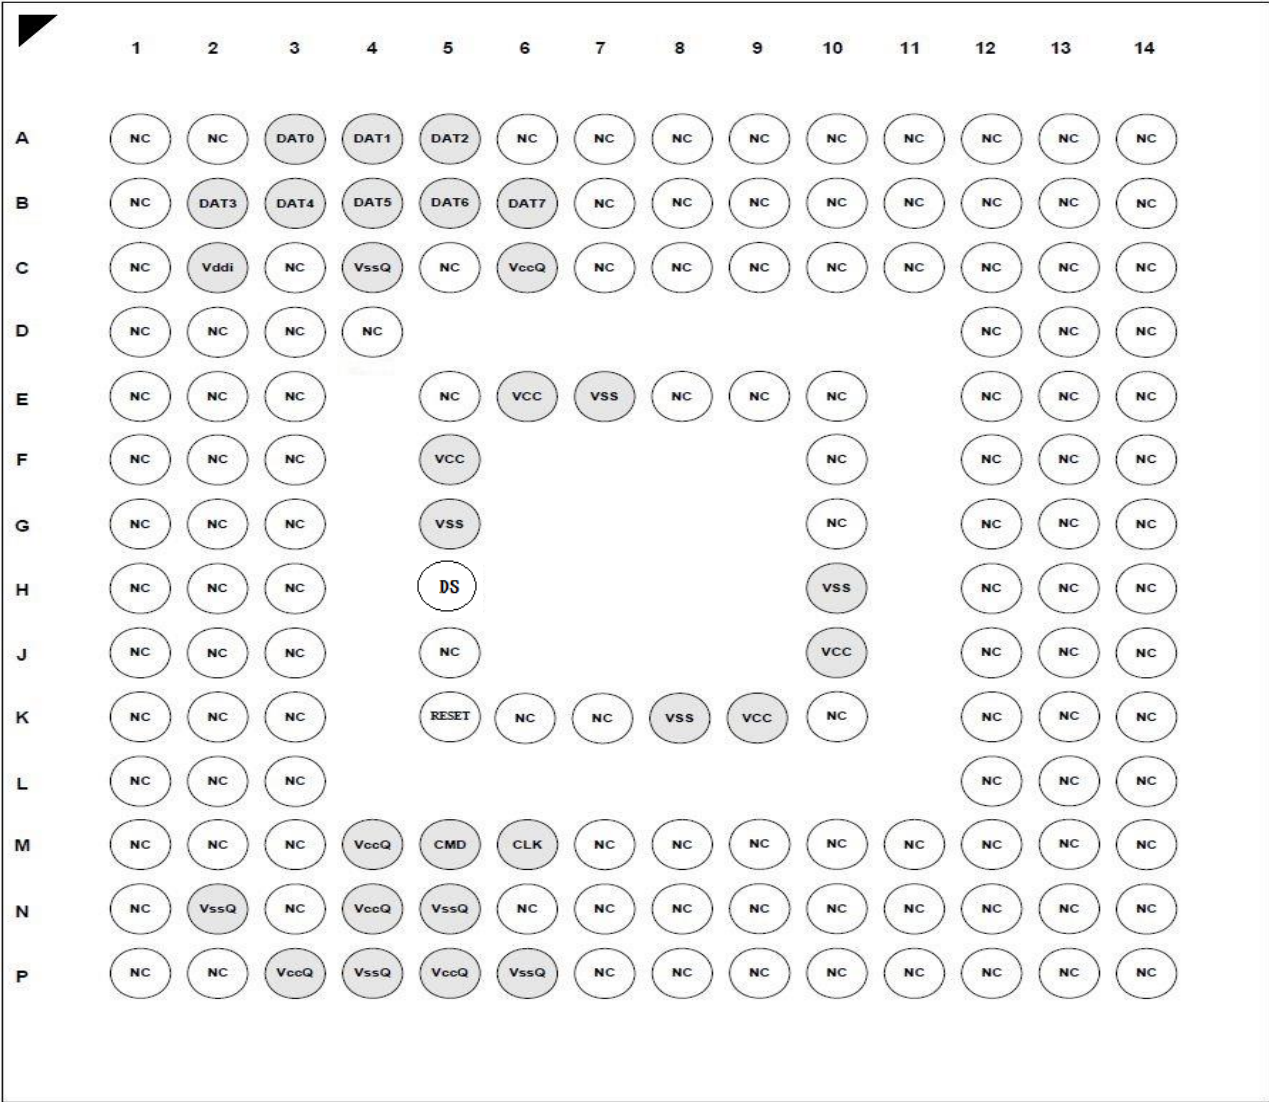 1 2 3 4 5 6 7 8 9 10 11 12 13 14
A NC NC DAT0 DAT1 DAT2 NC NC NC NC NC NC NC NC NC
B NC DAT3 DAT4 DAT5 DAT6 DAT7 NC NC NC NC NC NC NC NC
C NC Vddi NC VssQ NC VccQ NC NC NC NC NC NC NC NC
D NC NC NC NC NC NC NC
E NC NC NC NC VCC VSS NC NC NC NC NC NC
F NC NC NC VCC NC NC NC NC
G NC NC NC VSS NC NC NC NC
H NC NC NC DS VSS NC NC NC
J NC NC NC NC VCC NC NC NC
K NC NC NC RESET NC NC VSS VCC NC NC NC NC
L NC NC NC NC NC NC
M NC NC NC VccQ CMD CLK NC NC NC NC NC NC NC NC
N NC VssQ NC VccQ VssQ NC NC NC NC NC NC NC NC NC
P NC NC VccQ VssQ VccQ VssQ NC NC NC NC NC NC NC NC